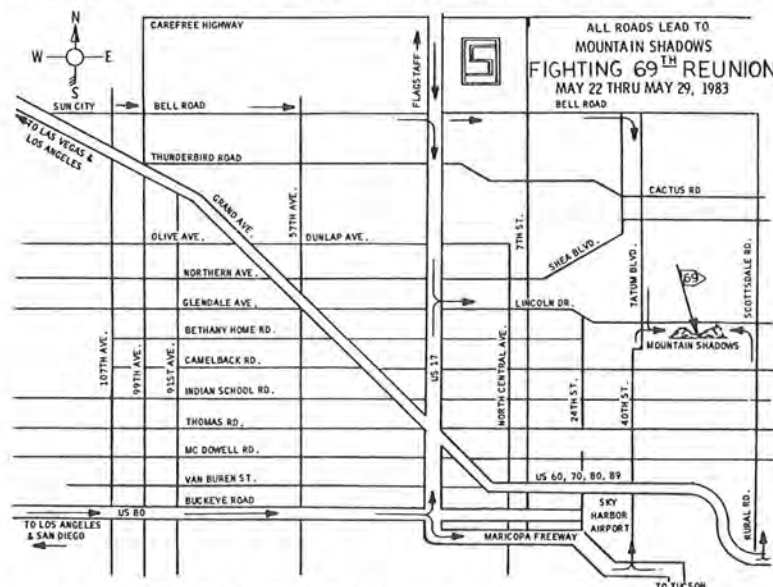 CAREFREE HIGHWAY
N
W
E
S
FLAGSTAFF
ALL ROADS LEAD TO
MOUNTAIN SHADOWS
FIGHTING 69TH REUNION
MAY 22 THRU MAY 29, 1983
SUN CITY
BELL ROAD
BELL ROAD
TO LAS VEGAS &
LOS ANGELES
THUNDERBIRD ROAD
CACTUS RD
GRAND AVE.
57TH AVE.
7TH ST.
OLIVE AVE.
DUNLAP AVE.
SHEA BLVD.
TATUM BLVD.
69
SCOTTSDALE RD.
NORTHERN AVE.
GLENDALE AVE.
LINCOLN DR.
BETHANY HOME RD.
MOUNTAIN SHADOWS
107TH AVE.
99TH AVE.
91ST AVE.
CAMELBACK RD.
US 17
NORTH CENTRAL AVE.
24TH ST.
40TH ST.
INDIAN SCHOOL RD.
THOMAS RD.
MC DOWELL RD.
VAN BUREN ST.
US 60, 70, 80, 89
BUCKEYE ROAD
US 80
SKY
HARBOR
AIRPORT
RURAL RD.
TO LOS ANGELES
& SAN DIEGO
MARICOPA FREEWAY
TO TUCSON